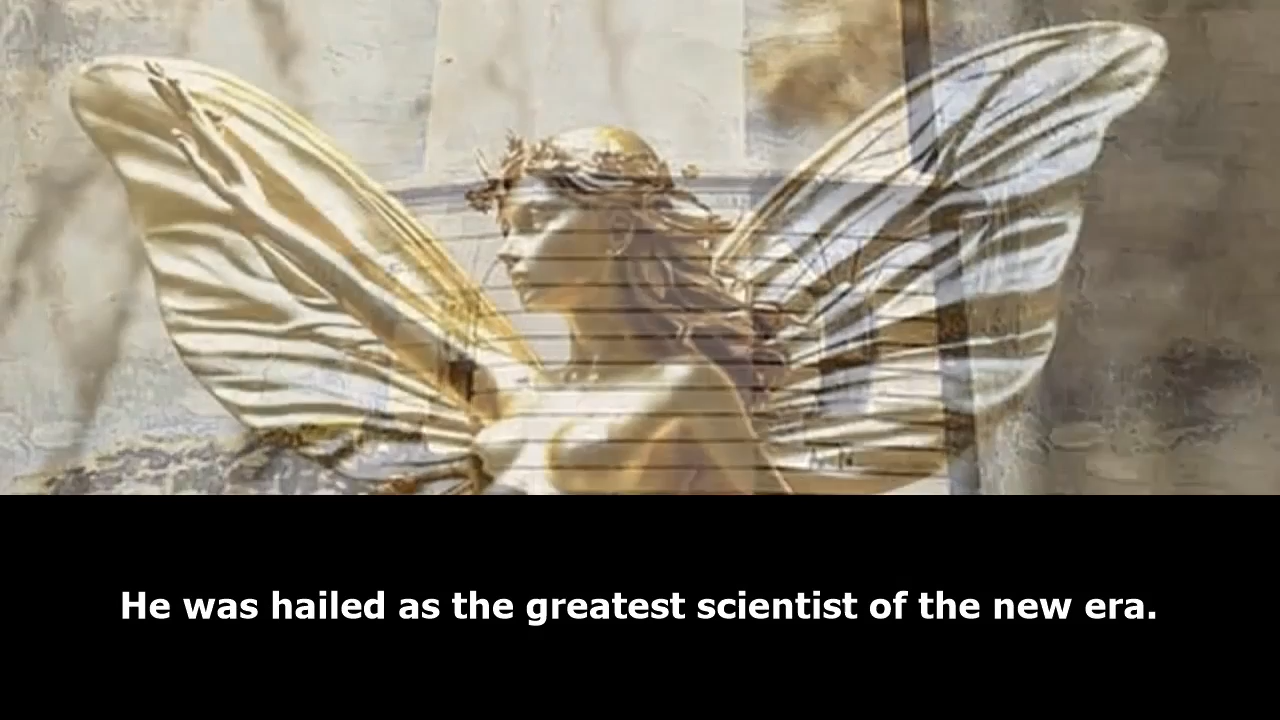 He was hailed as the greatest scientist of the new era.